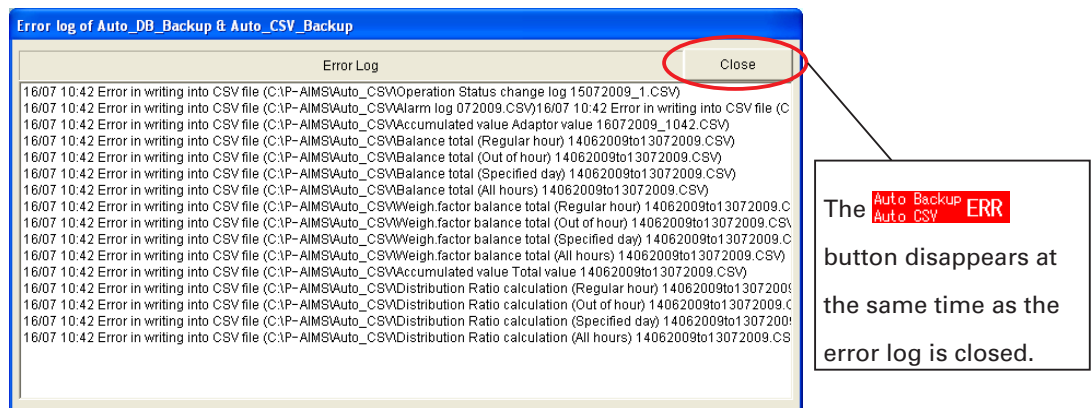 Error log of Auto_DB_Backup & Auto_CSV_Backup
Error Log
Close
16/07 10:42 Error in writing into CSV file (C:\P-AIMS\Auto_CSV\Operation Status change log 15072009_1.CSV)
16/07 10:42 Error in writing into CSV file (C:\P-AIMS\Auto_CSV\Alarm log 072009.CSV)16/07 10:42 Error in writing into CSV file (C
16/07 10:42 Error in writing into CSV file (C:\P-AIMS\Auto_CSV\Accumulated value Adaptor value 16072009_1042.CSV)
16/07 10:42 Error in writing into CSV file (C:\P-AIMS\Auto_CSV\Balance total (Regular hour) 14062009to13072009.CSV)
16/07 10:42 Error in writing into CSV file (C:\P-AIMS\Auto_CSV\Balance total (Out of hour) 14062009to13072009.CSV)
16/07 10:42 Error in writing into CSV file (C:\P-AIMS\Auto_CSV\Balance total (Specified day) 14062009to13072009.CSV)
16/07 10:42 Error in writing into CSV file (C:\P-AIMS\Auto_CSV\Balance total (All hours) 14062009to13072009.CSV)
16/07 10:42 Error in writing into CSV file (C:\P-AIMS\Auto_CSV\Weigh.factor balance total (Regular hour) 14062009to13072009.C
16/07 10:42 Error in writing into CSV file (C:\P-AIMS\Auto_CSV\Weigh.factor balance total (Out of hour) 14062009to13072009.CSV
16/07 10:42 Error in writing into CSV file (C:\P-AIMS\Auto_CSV\Weigh.factor balance total (Specified day) 14062009to13072009.C
16/07 10:42 Error in writing into CSV file (C:\P-AIMS\Auto_CSV\Weigh.factor balance total (All hours) 14062009to13072009.CSV)
16/07 10:42 Error in writing into CSV file (C:\P-AIMS\Auto_CSV\Accumulated value Total value 14062009to13072009.CSV)
16/07 10:42 Error in writing into CSV file (C:\P-AIMS\Auto_CSV\Distribution Ratio calculation (Regular hour) 14062009to13072009
16/07 10:42 Error in writing into CSV file (C:\P-AIMS\Auto_CSV\Distribution Ratio calculation (Out of hour) 14062009to13072009.C
16/07 10:42 Error in writing into CSV file (C:\P-AIMS\Auto_CSV\Distribution Ratio calculation (Specified day) 14062009to1307200
16/07 10:42 Error in writing into CSV file (C:\P-AIMS\Auto_CSV\Distribution Ratio calculation (All hours) 14062009to13072009.CS
The Auto Backup Auto CSV ERR
button disappears at
the same time as the
error log is closed.